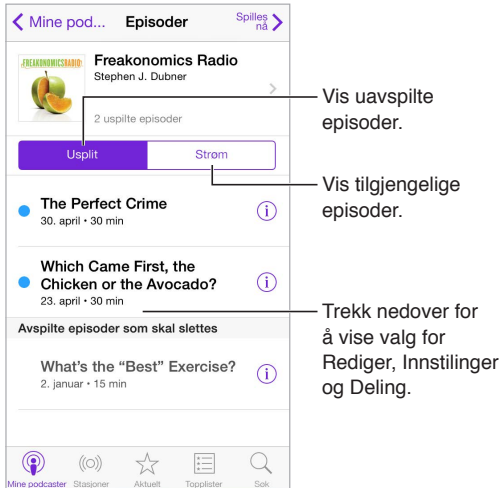 Mine pod...
Episoder
Spilles nå
FREAKONOMICSRADIO
Freakonomics Radio
Stephen J. Dubner
2 uspilte episoder
Usplit
Strøm
The Perfect Crime
30. april • 30 min
Which Came First, the
Chicken or the Avocado?
23. april • 30 min
Avspilte episoder som skal slettes
What's the “Best” Exercise?
2. januar • 15 min
Mine podcaster
Stasjoner
Aktuelt
Topplister
Søk
Vis uavspilte
episoder.
Vis tilgjengelige
episoder.
Trekk nedover for
å vise valg for
Rediger, Innstilinger
og Deling.